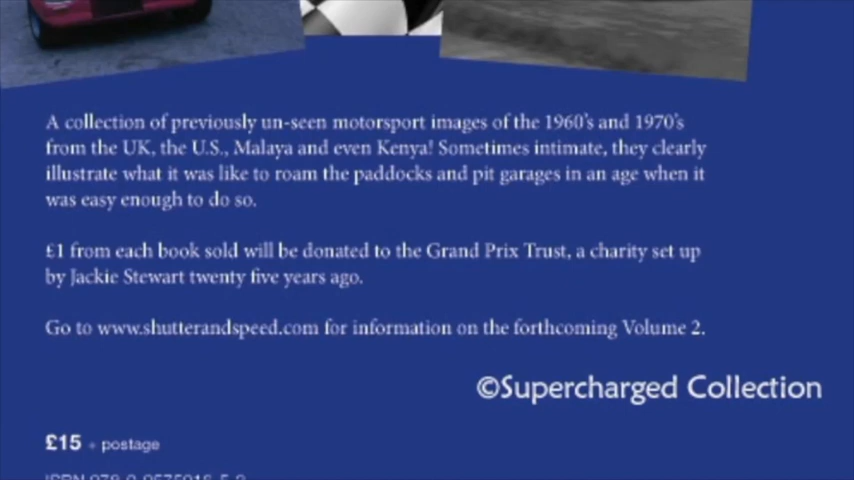 A collection of previously un-seen motorsport images of the 1960's and 1970's
from the UK, the U.S., Malaya and even Kenya! Sometimes intimate, they clearly
illustrate what it was like to roam the paddocks and pit garages in an age when it
was easy enough to do so.
£1 from each book sold will be donated to the Grand Prix Trust, a charity set up
by Jackie Stewart twenty five years ago.
Go to www.shutterandspeed.com for information on the forthcoming Volume 2.
©Supercharged Collection
£15 + postage